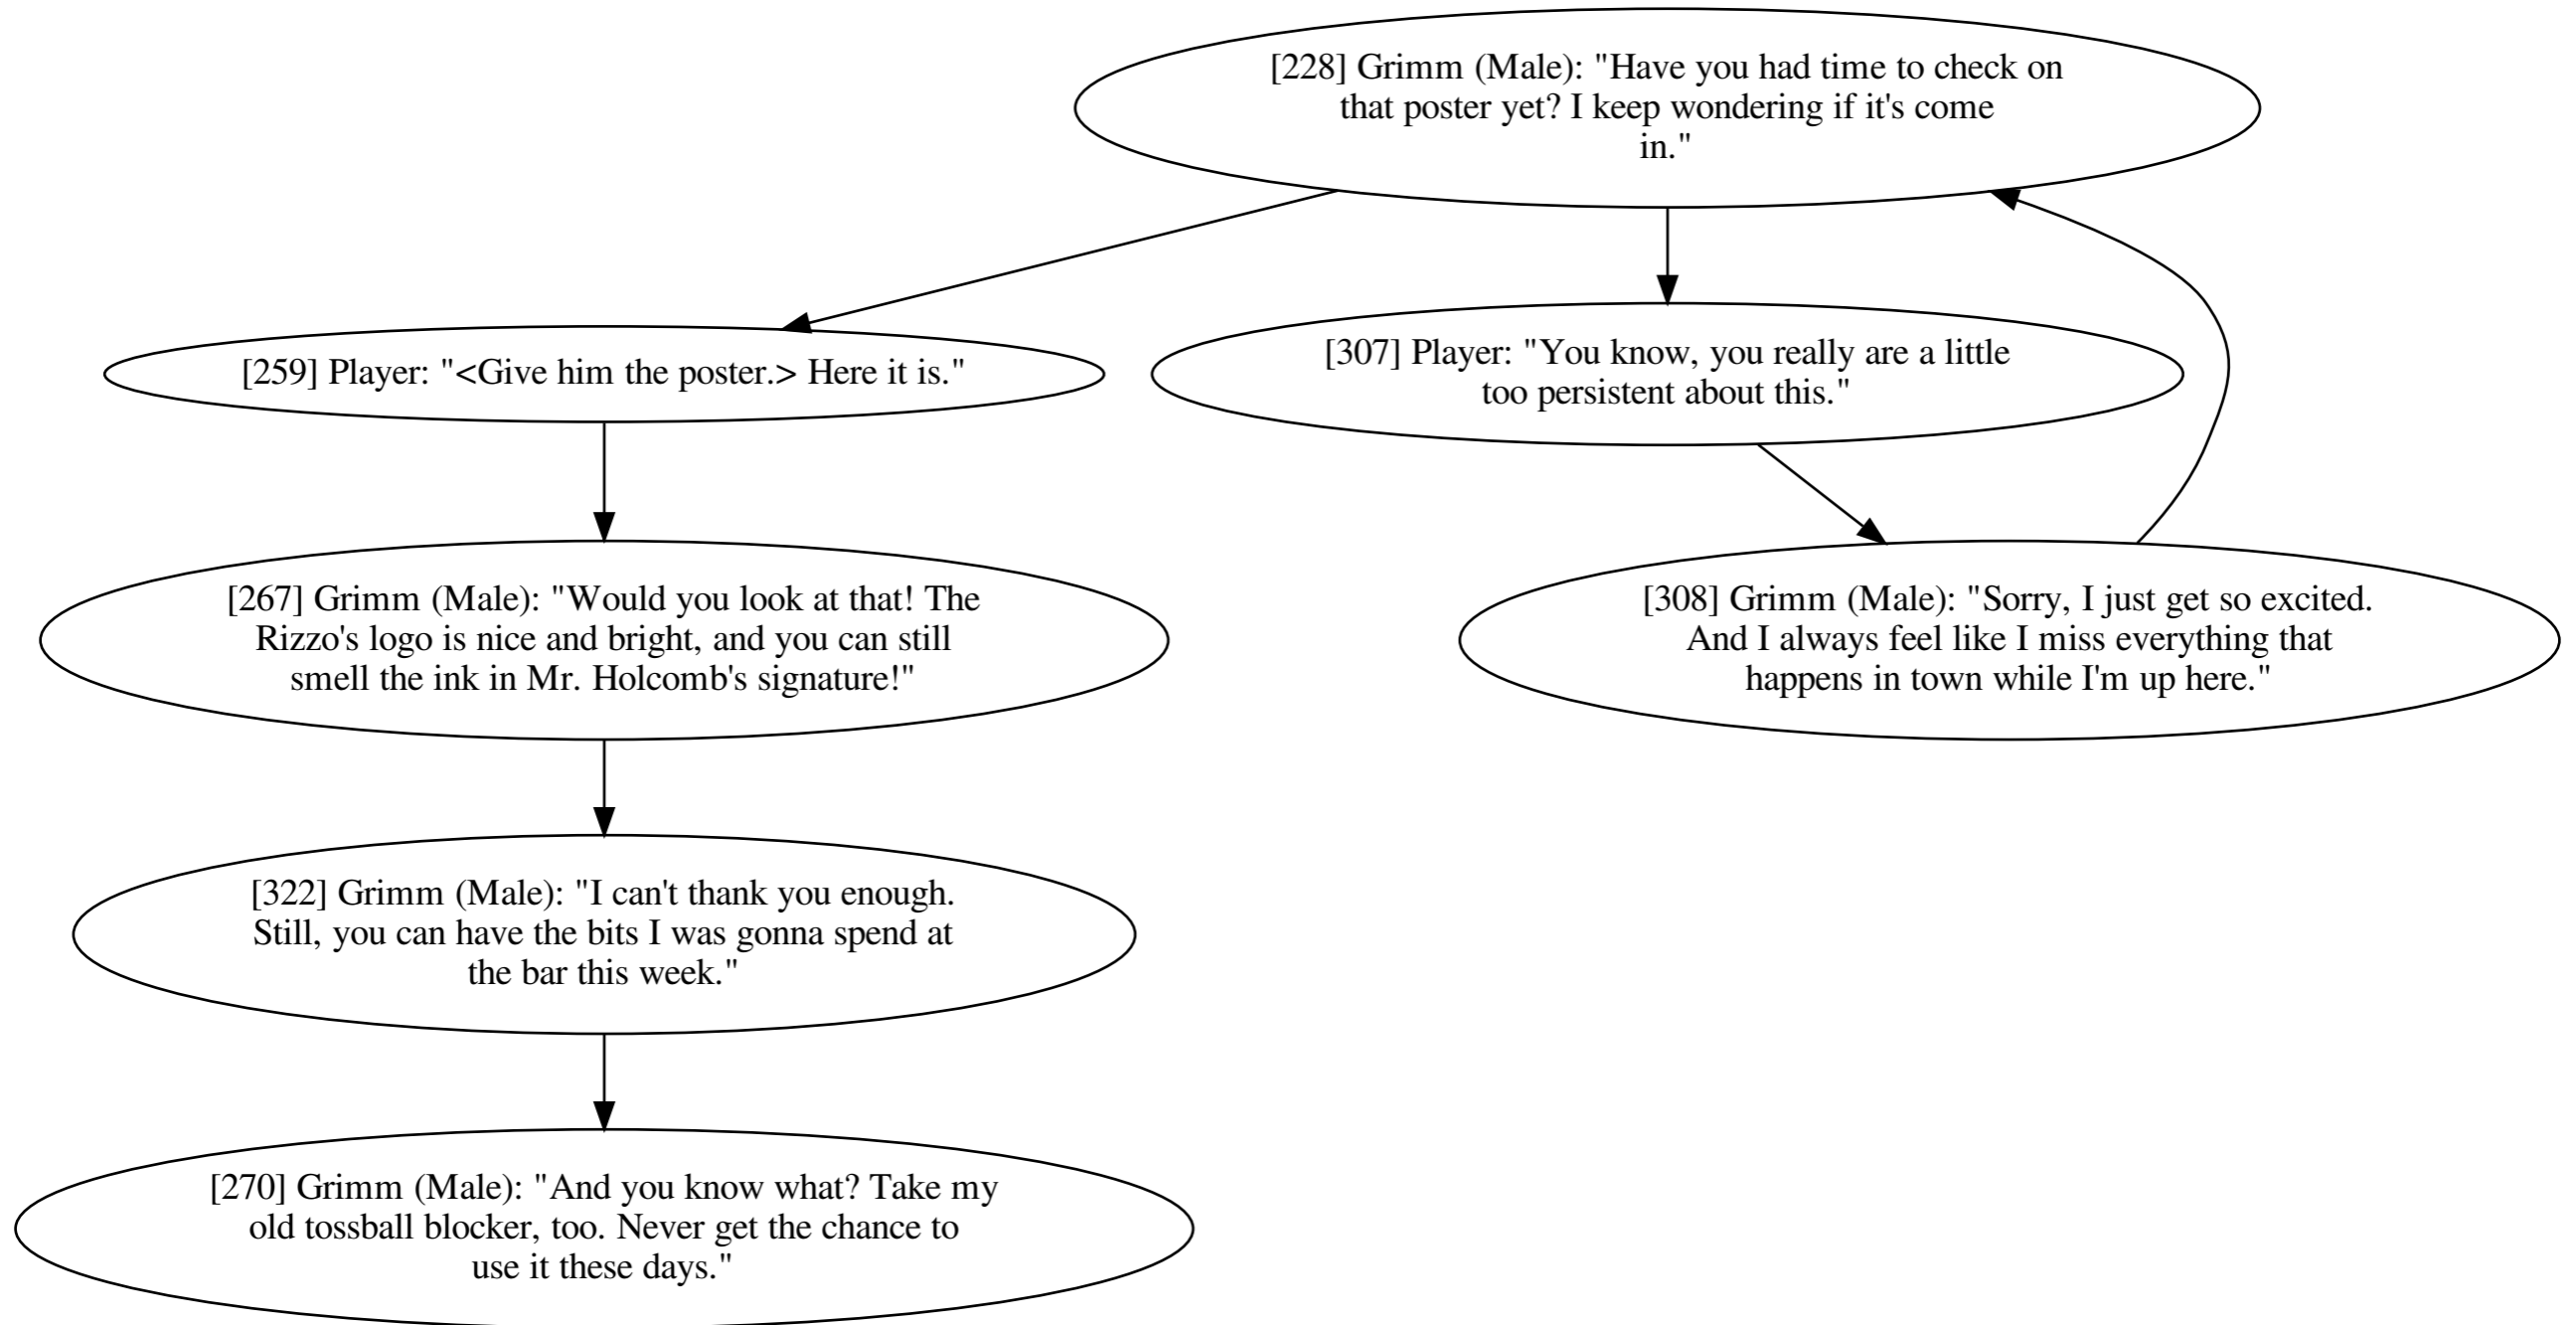 [228] Grimm (Male): "Have you had time to check on
that poster yet? I keep wondering if it's come
in."
[259] Player: "<Give him the poster.> Here it is."
[307] Player: "You know, you really are a little
too persistent about this."
[267] Grimm (Male): "Would you look at that! The
Rizzo's logo is nice and bright, and you can still
smell the ink in Mr. Holcomb's signature!"
[308] Grimm (Male): "Sorry, I just get so excited.
And I always feel like I miss everything that
happens in town while I'm up here."
[322] Grimm (Male): "I can't thank you enough.
Still, you can have the bits I was gonna spend at
the bar this week."
[270] Grimm (Male): "And you know what? Take my
old tossball blocker, too. Never get the chance to
use it these days."